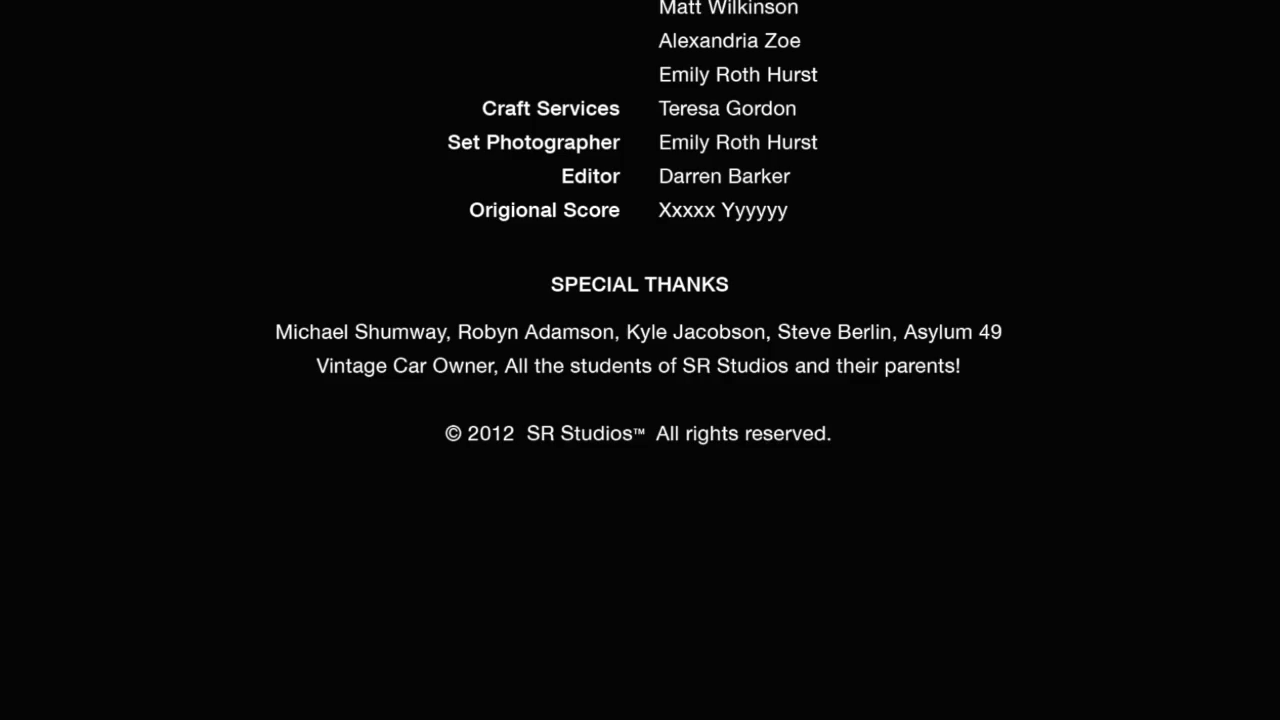 Matt Wilkinson
Alexandria Zoe
Emily Roth Hurst
Craft Services Teresa Gordon
Set Photographer Emily Roth Hurst
Editor Darren Barker
Origional Score Xxxxx Yyyyyy
SPECIAL THANKS
Michael Shumway, Robyn Adamson, Kyle Jacobson, Steve Berlin, Asylum 49
Vintage Car Owner, All the students of SR Studios and their parents!
© 2012 SR Studios™ All rights reserved.